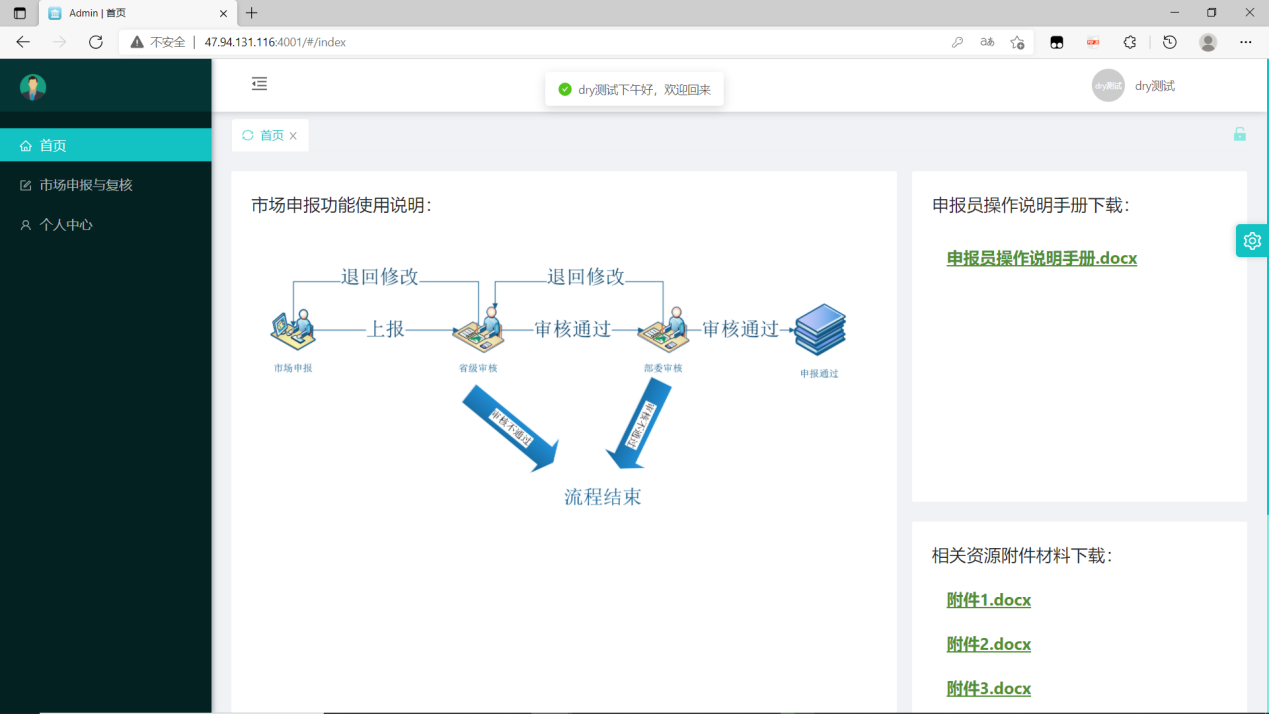 Admin | 首页
不安全 | 47.94.131.116:4001/#/index
dry测试下午好，欢迎回来
dry测试
dry测试
首页
市场申报与复核
个人中心
首页
市场申报功能使用说明：
退回修改
退回修改
上报
审核通过
审核通过
市场申报
省级审核
部委审核
申报通过
审核不通过
审核不通过
流程结束
申报员操作说明手册下载：
申报员操作说明手册.docx
相关资源附件材料下载：
附件1.docx
附件2.docx
附件3.docx